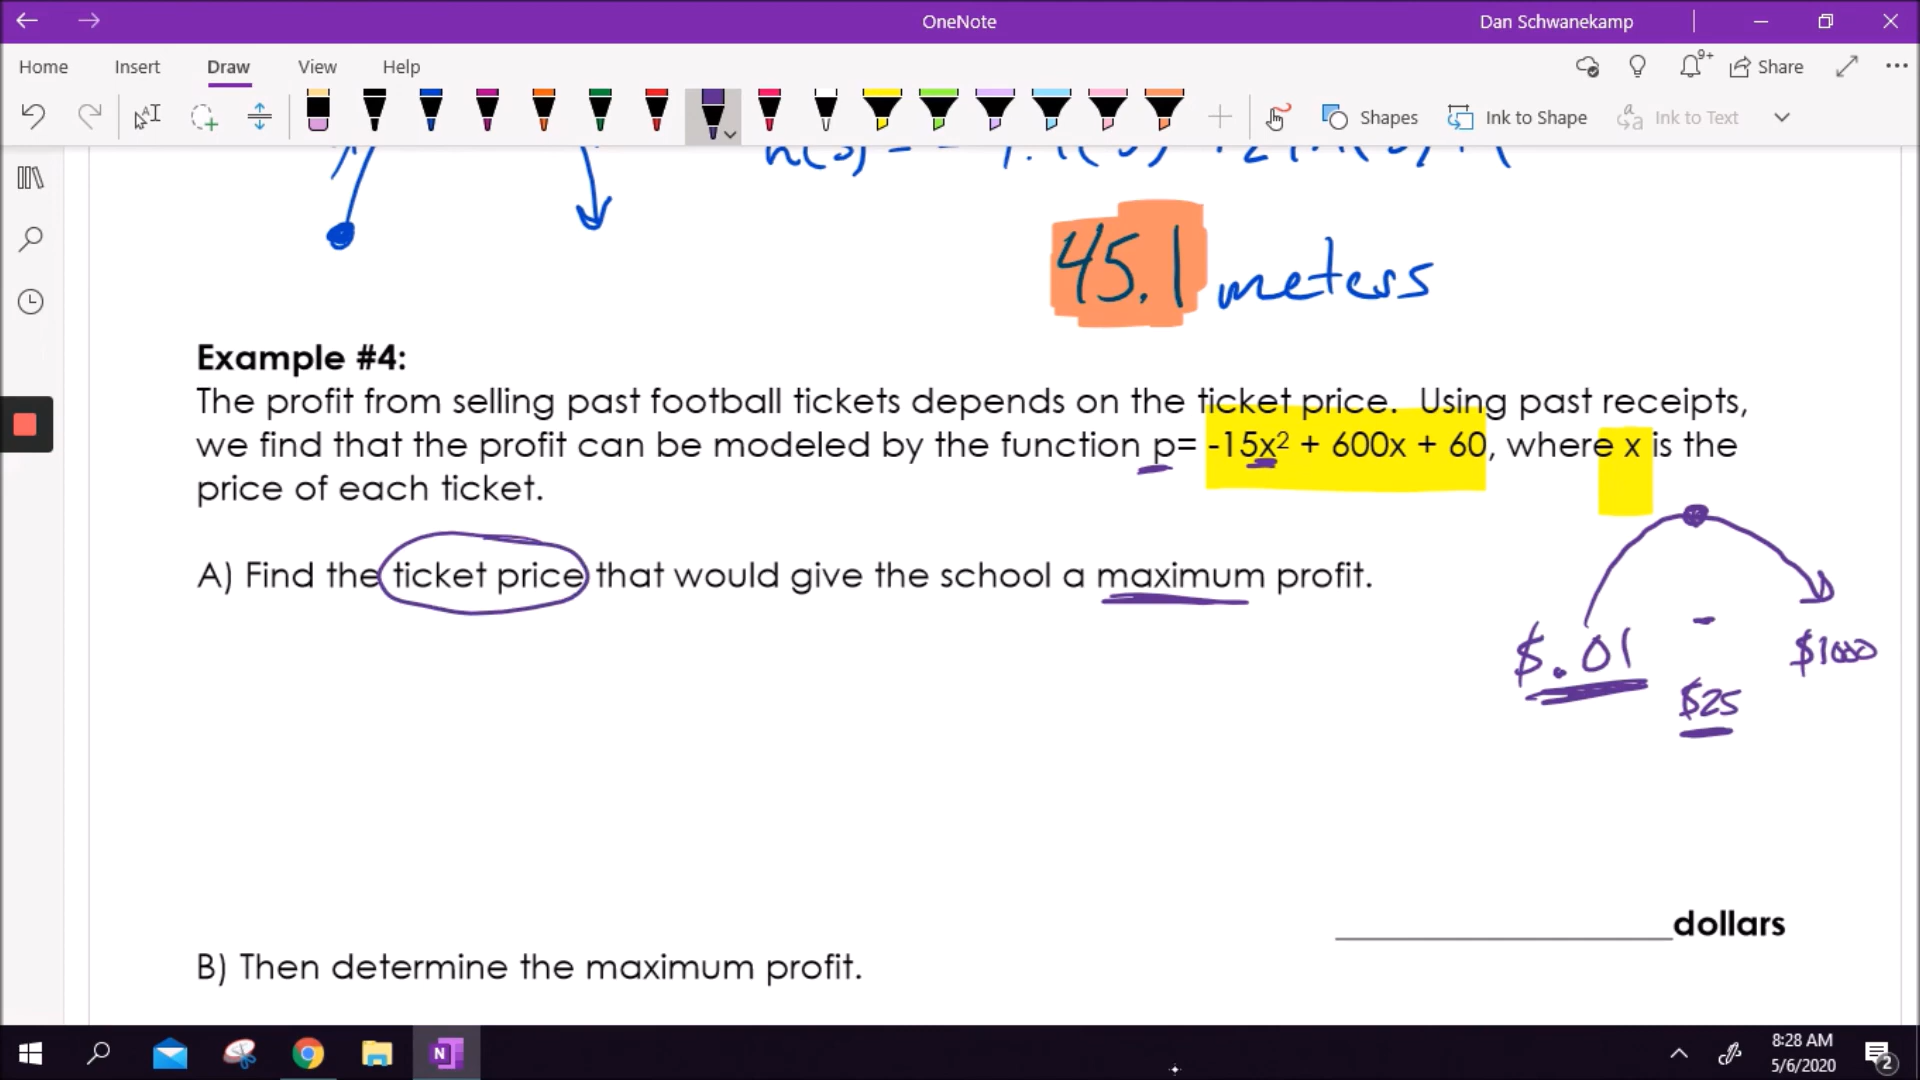 OneNote
Dan Schwanekamp
Home Insert Draw View Help
9+
Share
Shapes
Ink to Shape
Ink to Text
45.1 meters
Example #4:
The profit from selling past football tickets depends on the ticket price. Using past receipts,
we find that the profit can be modeled by the function p= -15x² + 600x + 60, where x is the
price of each ticket.
A) Find the ticket price that would give the school a maximum profit.
$.01
$1000
$25
dollars
B) Then determine the maximum profit.
8:28 AM
5/6/2020
2